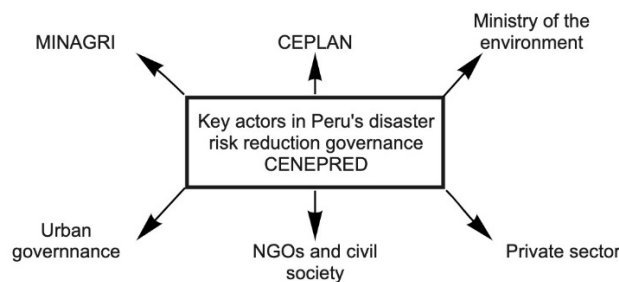 MINAGRI
CEPLAN
Ministry of the
environment
Key actors in Peru's disaster
risk reduction governance
CENEPRED
Urban
governnance
NGOs and civil
society
Private sector